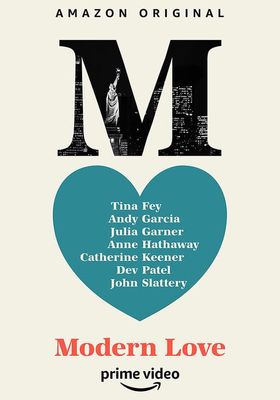 AMAZON ORIGINAL
M
Tina Fey
Andy Garcia
Julia Garner
Anne Hathaway
Catherine Keener
Dev Patel
John Slattery
Modern Love
prime video